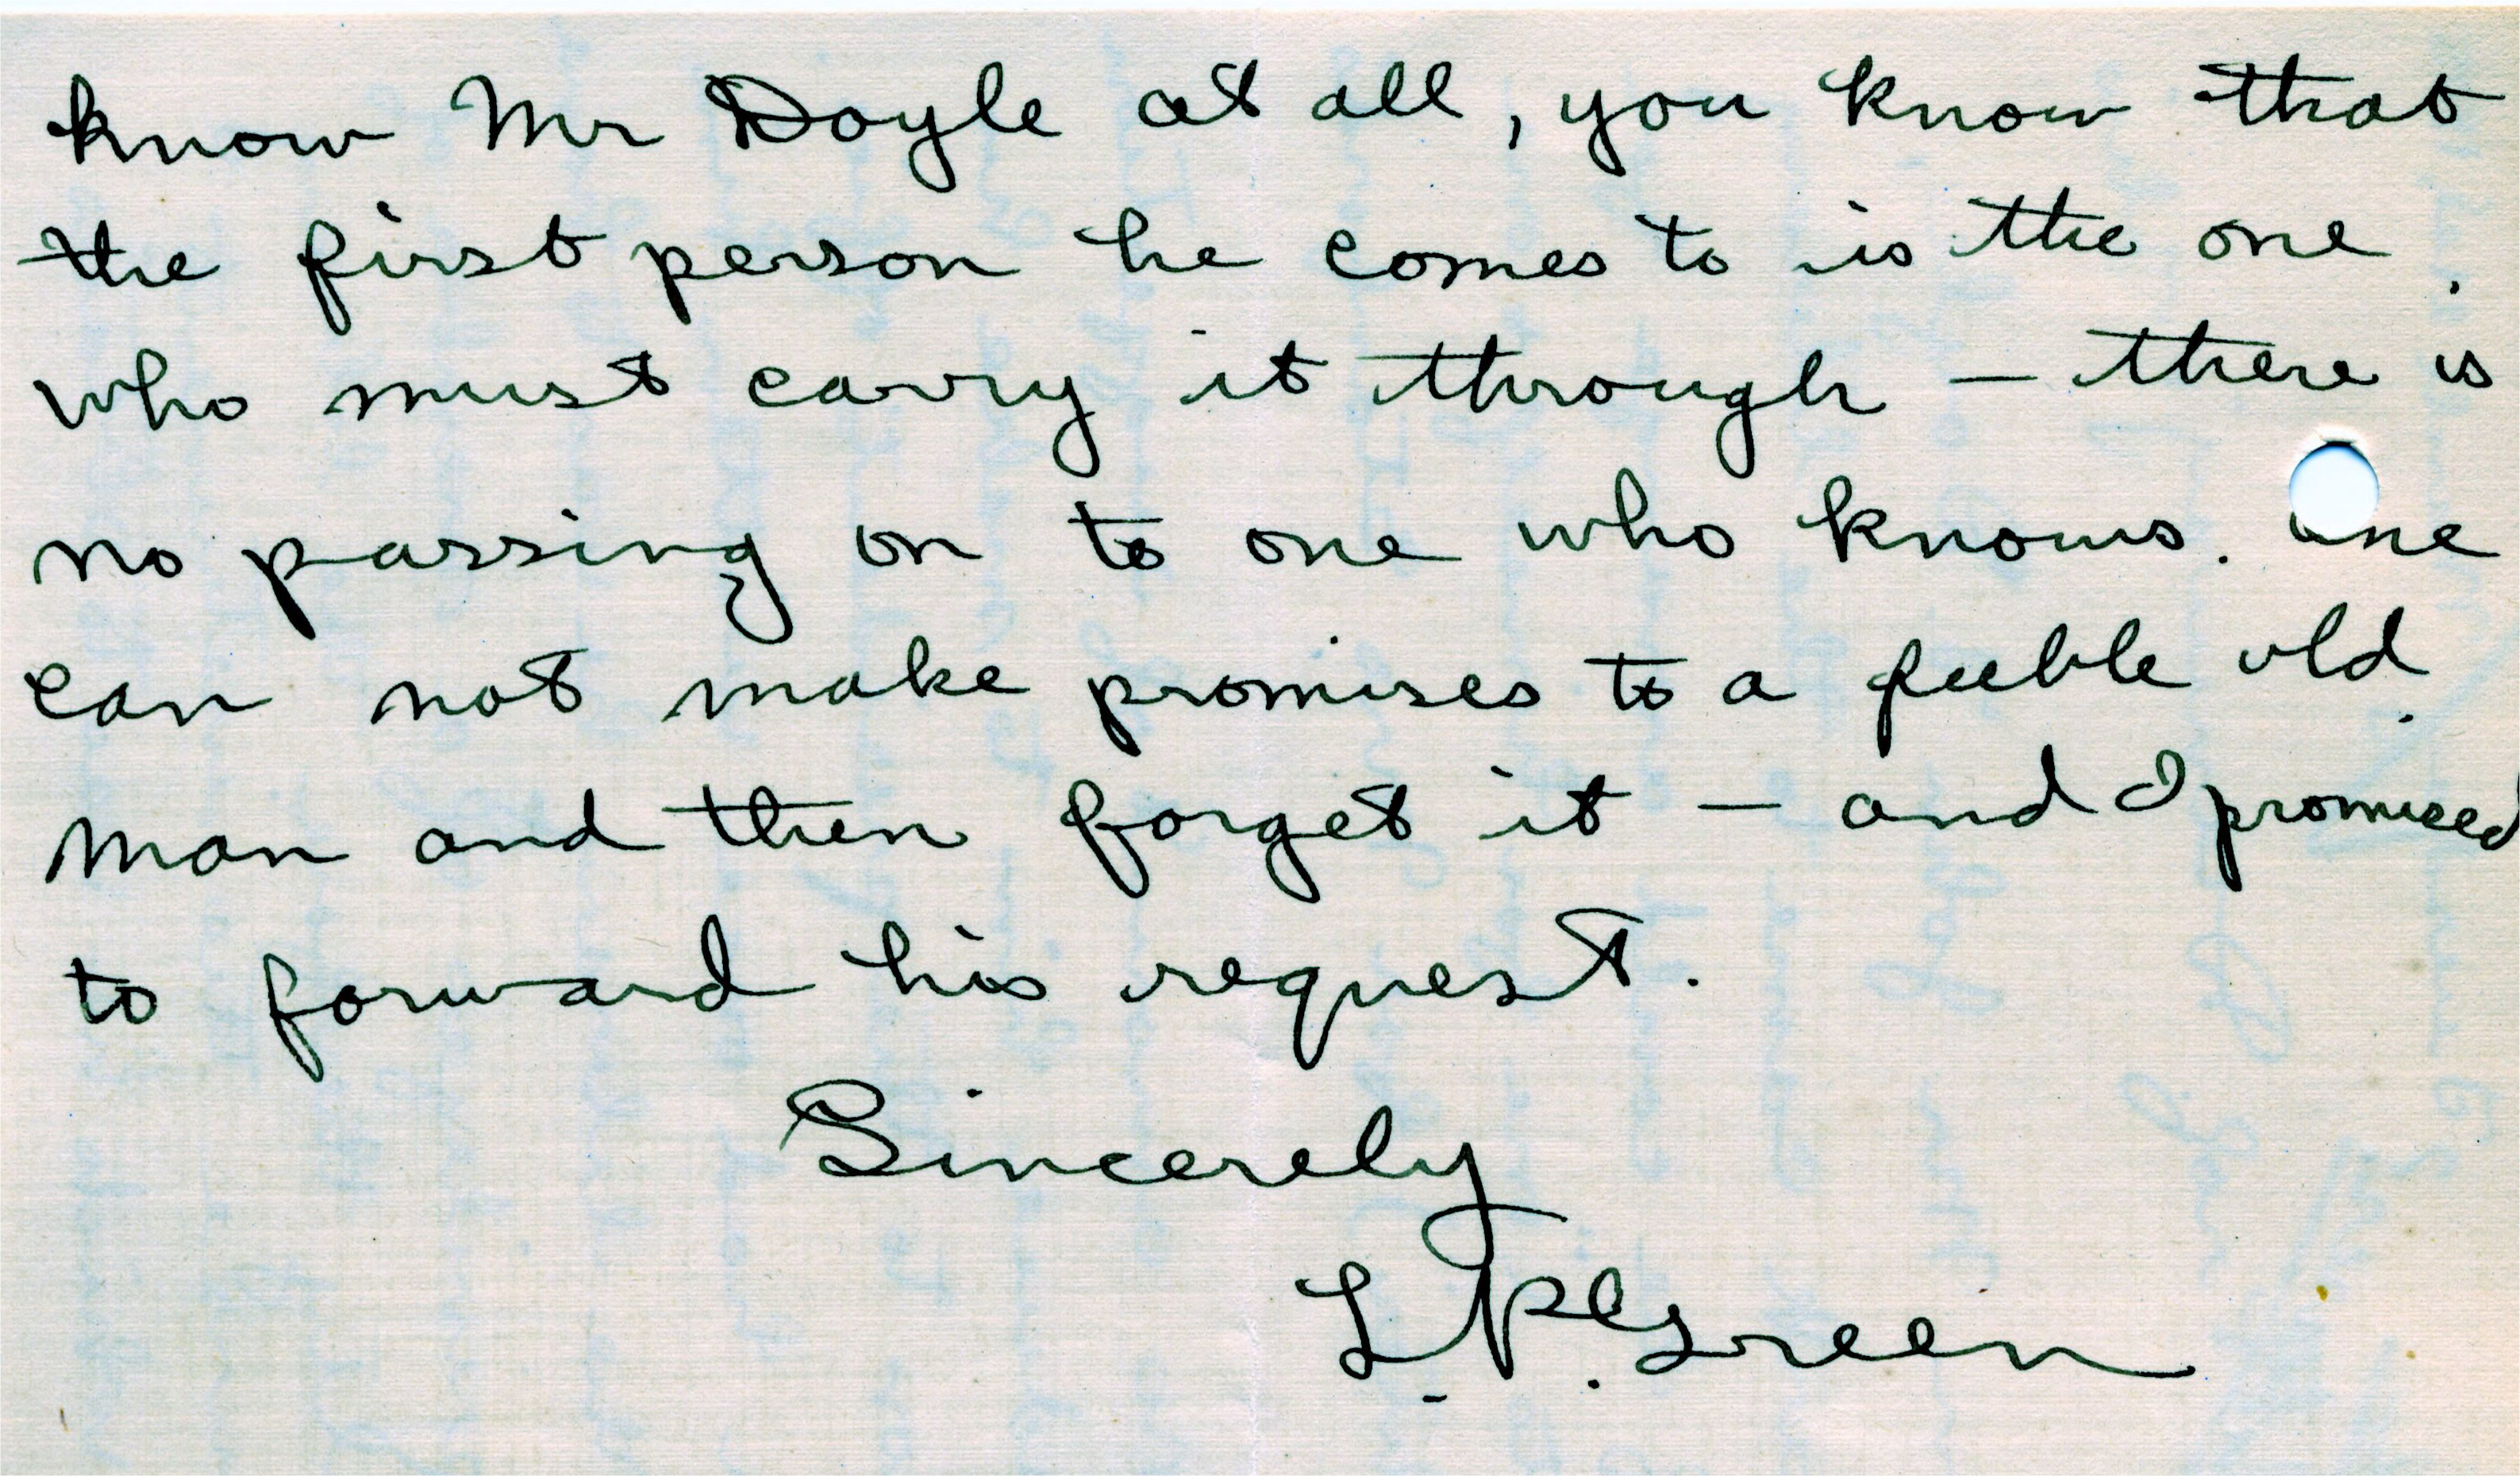 know Mr Doyle at all, you know that
the first person he comes to is the one
who must carry it through — there is
no passing on to one who knows. One
can not make promises to a feeble old
man and then forget it — and I promised
to forward his request.
Sincerely
L. P. Green